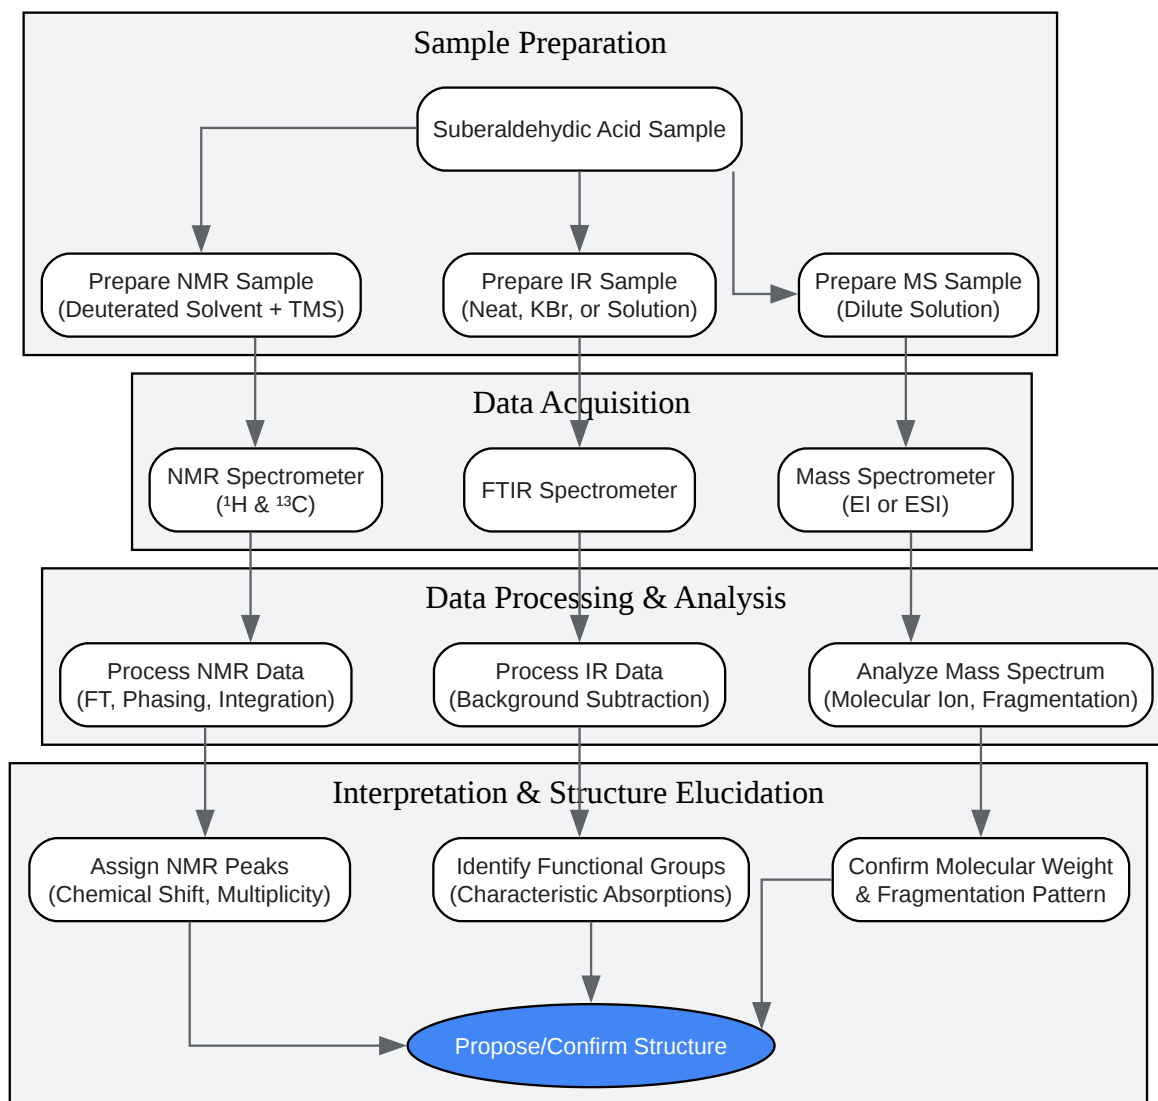 Sample Preparation
Suberaldehydic Acid Sample
Prepare NMR Sample
(Deuterated Solvent + TMS)
Prepare IR Sample
(Neat, KBr, or Solution)
Prepare MS Sample
(Dilute Solution)
Data Acquisition
NMR Spectrometer
(¹H & ¹³C)
FTIR Spectrometer
Mass Spectrometer
(EI or ESI)
Data Processing & Analysis
Process NMR Data
(FT, Phasing, Integration)
Process IR Data
(Background Subtraction)
Analyze Mass Spectrum
(Molecular Ion, Fragmentation)
Interpretation & Structure Elucidation
Assign NMR Peaks
(Chemical Shift, Multiplicity)
Identify Functional Groups
(Characteristic Absorptions)
Confirm Molecular Weight
& Fragmentation Pattern
Propose/Confirm Structure